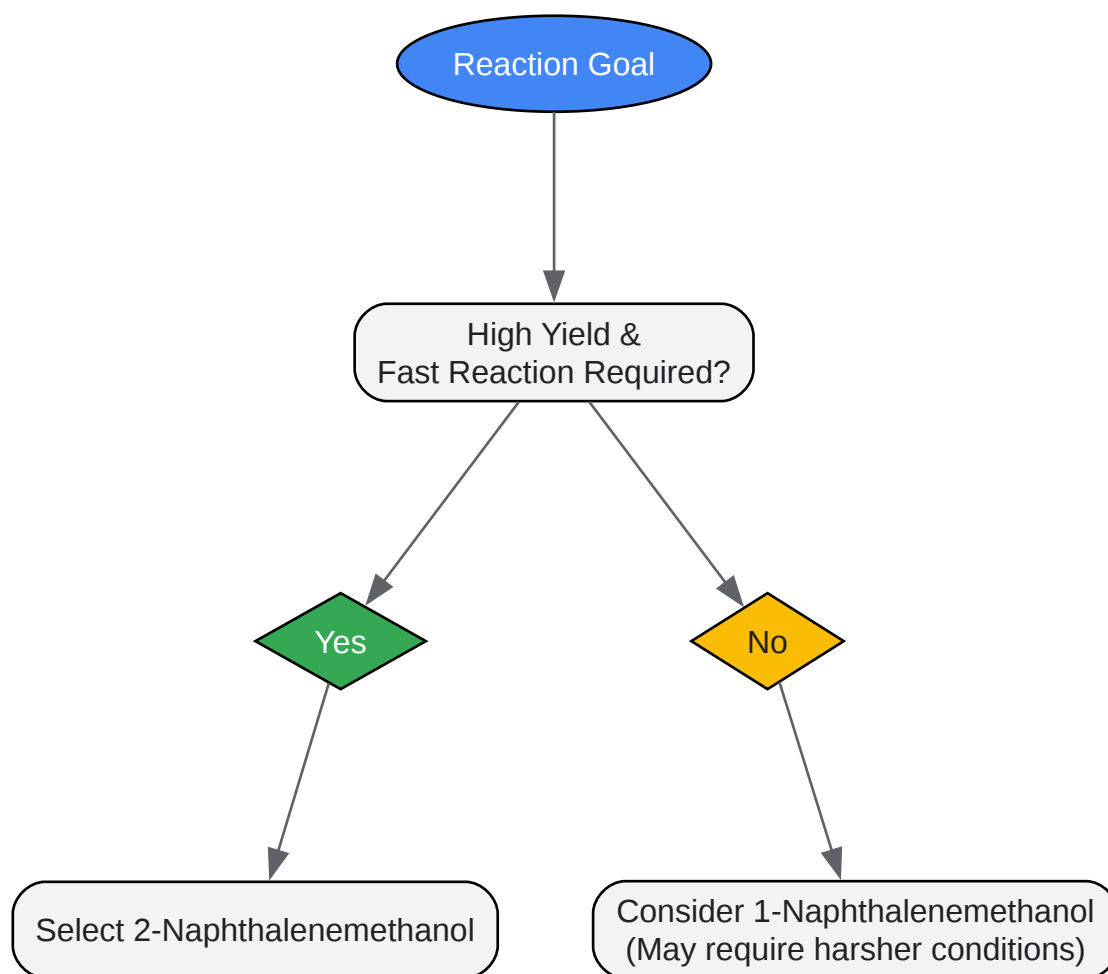 Reaction Goal
High Yield &
Fast Reaction Required?
Yes
No
Select 2-Naphthalenemethanol
Consider 1-Naphthalenemethanol
(May require harsher conditions)